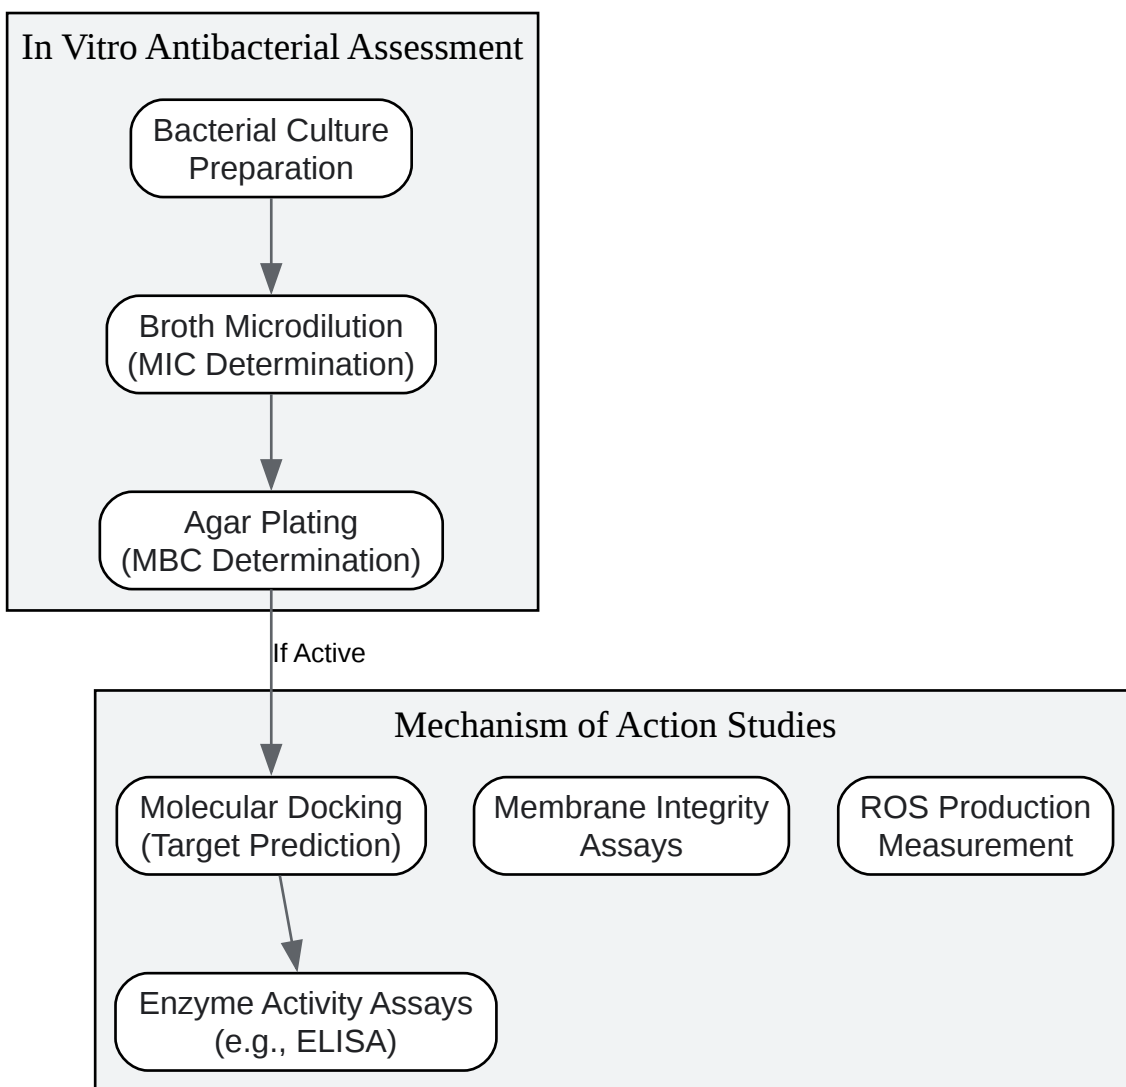 In Vitro Antibacterial Assessment
Bacterial Culture
Preparation
Broth Microdilution
(MIC Determination)
Agar Plating
(MBC Determination)
If Active
Mechanism of Action Studies
Molecular Docking
(Target Prediction)
Membrane Integrity
Assays
ROS Production
Measurement
Enzyme Activity Assays
(e.g., ELISA)